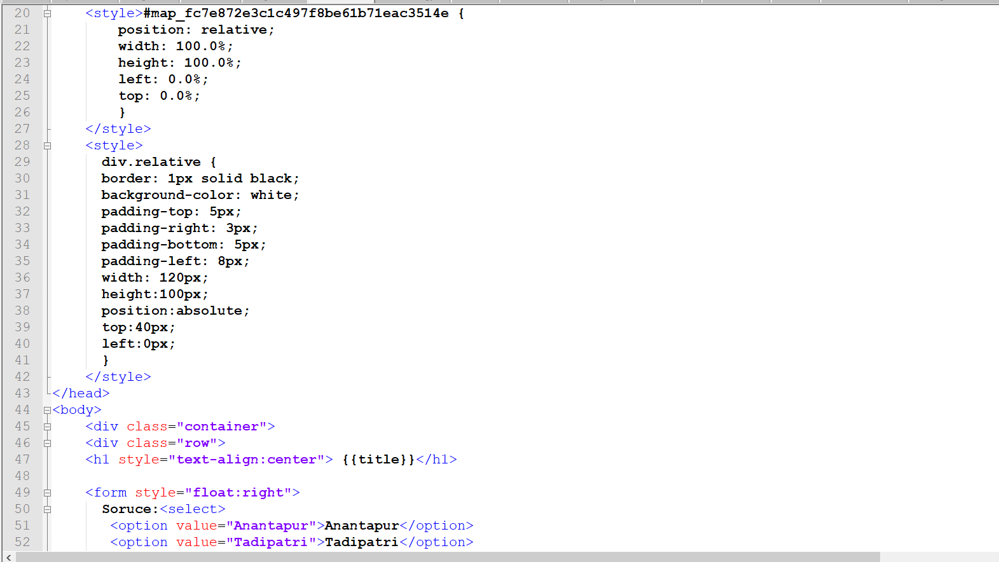 20 <style>#map_fc7e872e3c1c497f8be61b71eac3514e {
21 position: relative;
22 width: 100.0%;
23 height: 100.0%;
24 left: 0.0%;
25 top: 0.0%;
26 }
27 </style>
28 <style>
29 div.relative {
30 border: 1px solid black;
31 background-color: white;
32 padding-top: 5px;
33 padding-right: 3px;
34 padding-bottom: 5px;
35 padding-left: 8px;
36 width: 120px;
37 height:100px;
38 position:absolute;
39 top:40px;
40 left:0px;
41 }
42 </style>
43 </head>
44 <body>
45 <div class="container">
46 <div class="row">
47 <h1 style="text-align:center"> {{title}}</h1>
48
49 <form style="float:right">
50 Soruce:<select>
51 <option value="Anantapur">Anantapur</option>
52 <option value="Tadipatri">Tadipatri</option>